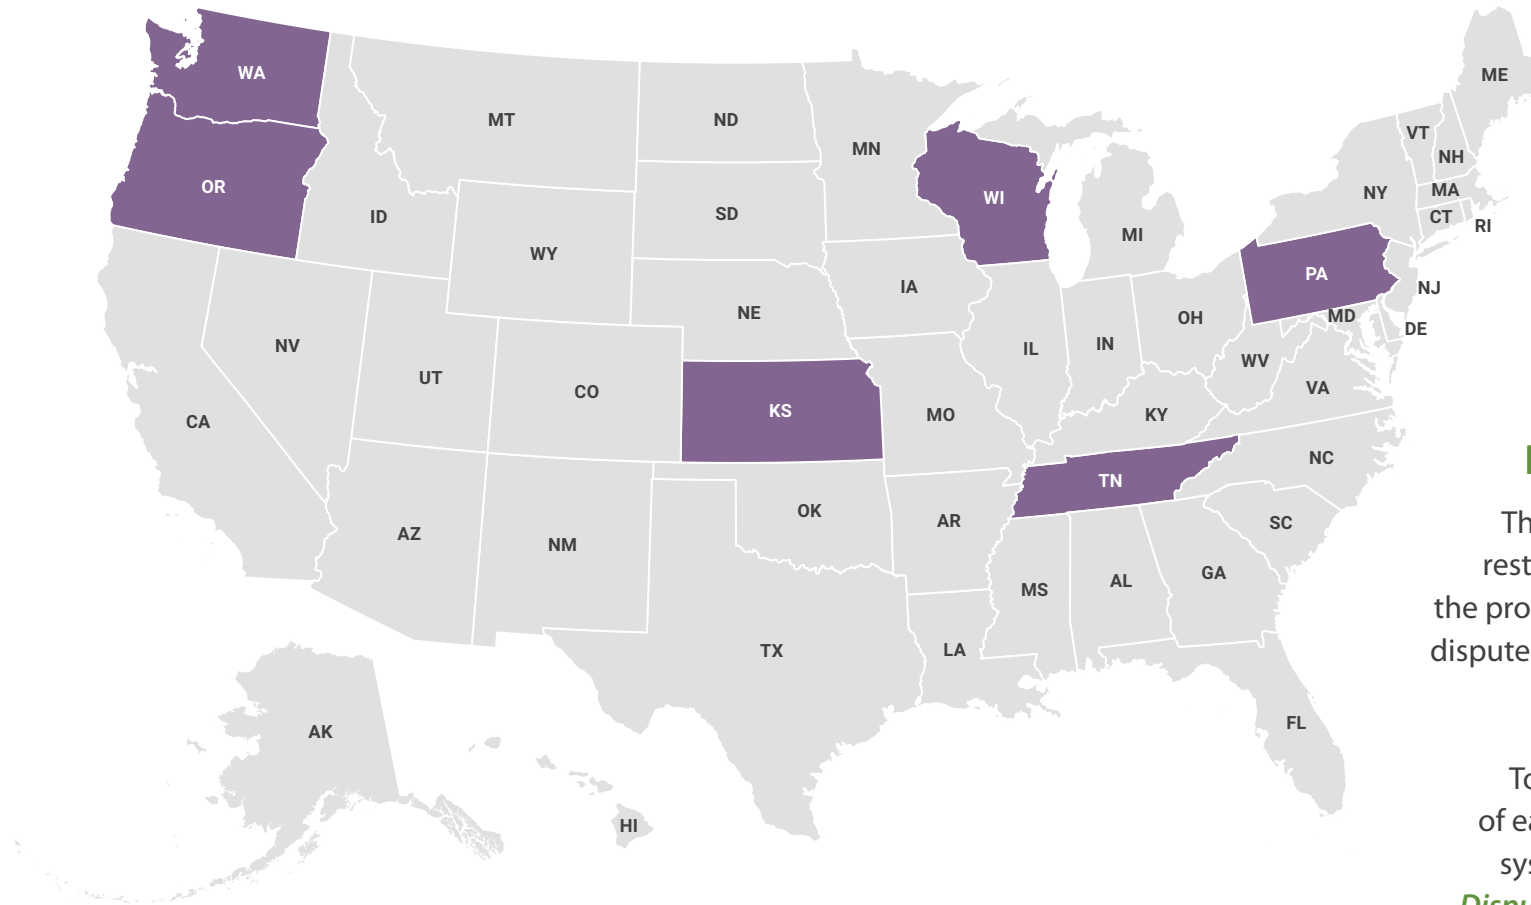 WA
ME
MT
ND
VT
MN
NH
OR
WI
MA
NY
ID
SD
CT
RI
MI
WY
PA
IA
NJ
NE
MD
OH
DE
NV
IN
IL
WV
UT
CO
VA
KS
MO
KY
CA
NC
TN
OK
AR
SC
AZ
NM
GA
AL
MS
TX
LA
FL
AK
HI
Th
rest
the pro
dispute
To
of ea
sys
Dispu